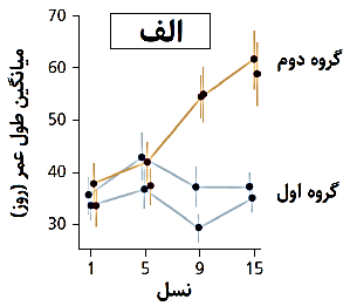 الف
میانگین طول عمر (روز)
70
60
50
40
30
گروه دوم
گروه اول
1 5 9 15
نسل